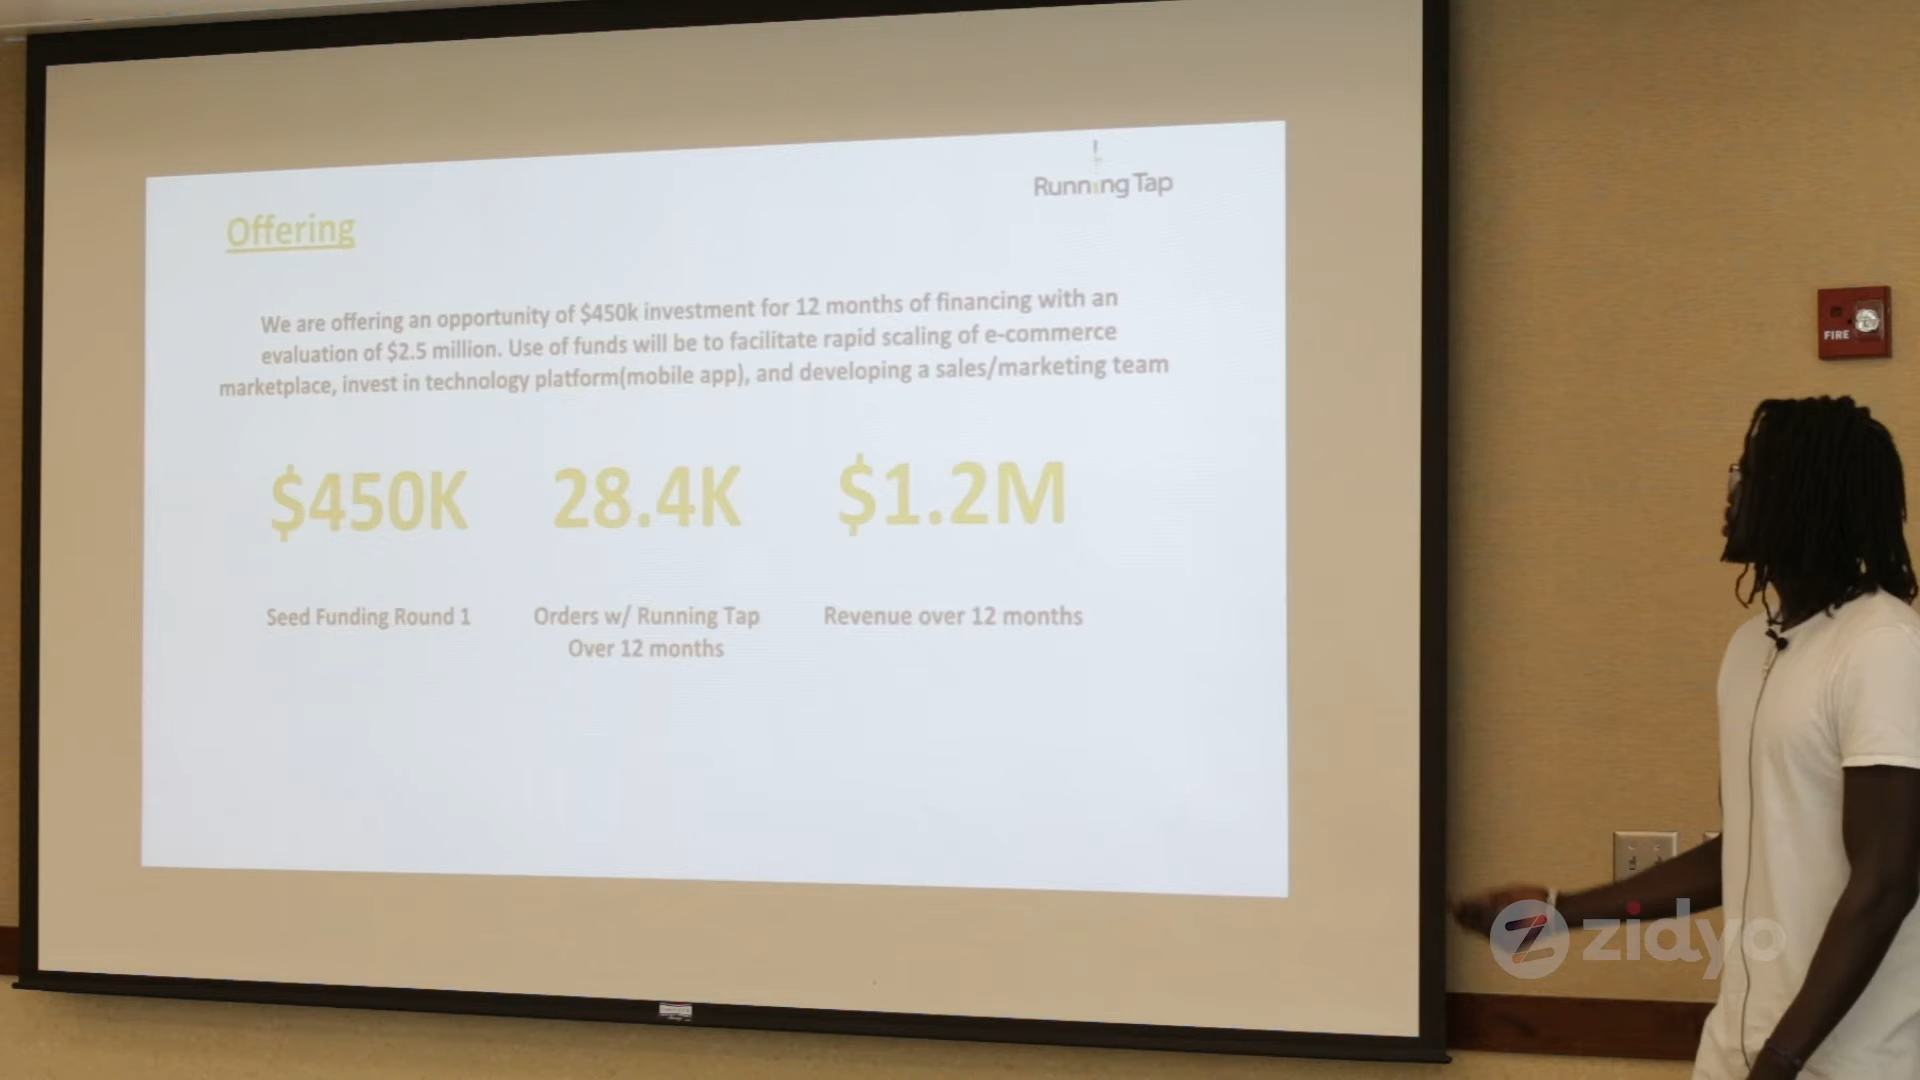 Running Tap
Offering
We are offering an opportunity of $450k investment for 12 months of financing with an
evaluation of $2.5 million. Use of funds will be to facilitate rapid scaling of e-commerce
marketplace, invest in technology platform(mobile app), and developing a sales/marketing team
$450K 28.4K $1.2M
Seed Funding Round 1 Orders w/ Running Tap Revenue over 12 months
Over 12 months
FIRE
zidyo